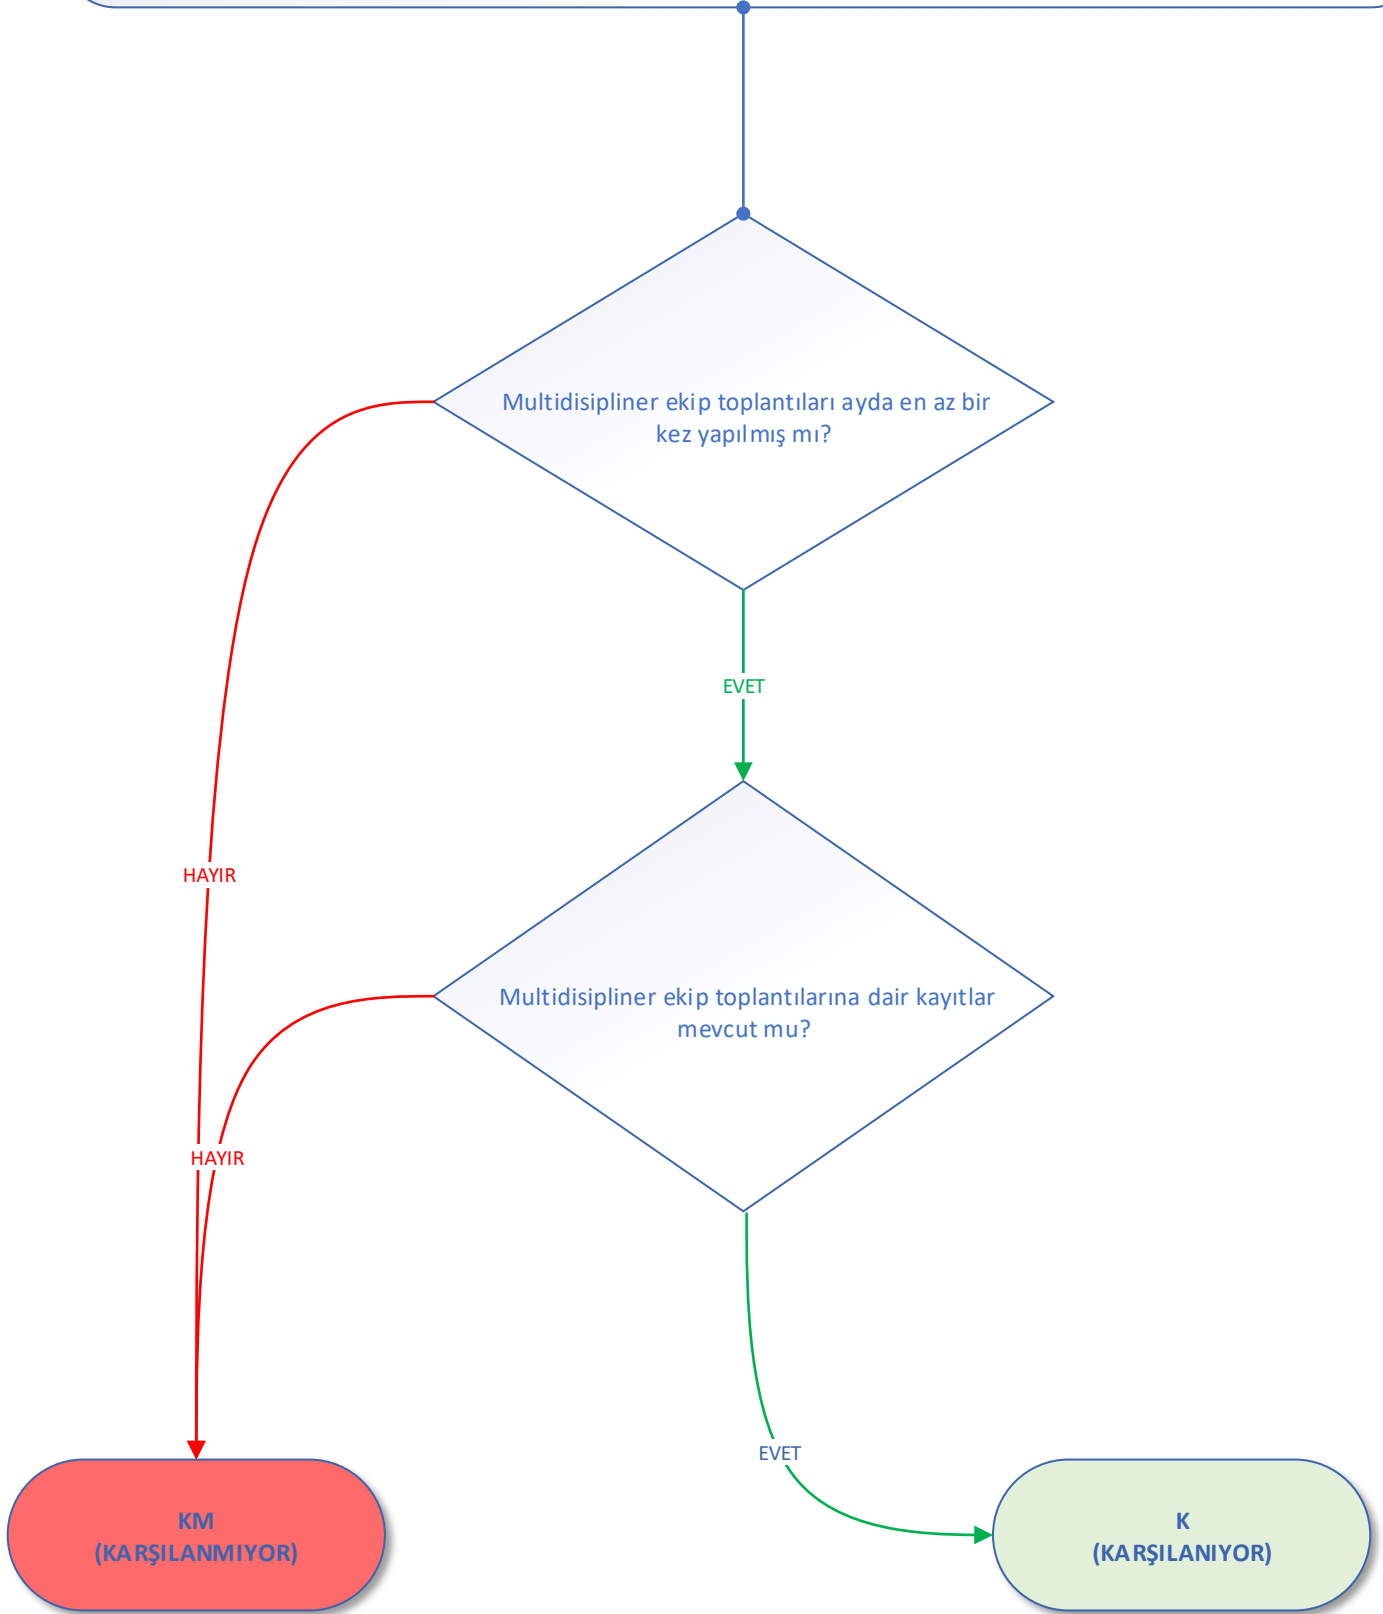 Multidisipliner ekip toplantıları ayda en az bir
kez yapılmış mı?
EVET
HAYIR
Multidisipliner ekip toplantılarına dair kayıtlar
mevcut mu?
HAYIR
EVET
KM
(KARŞILANMIYOR)
K
(KARŞILANIYOR)